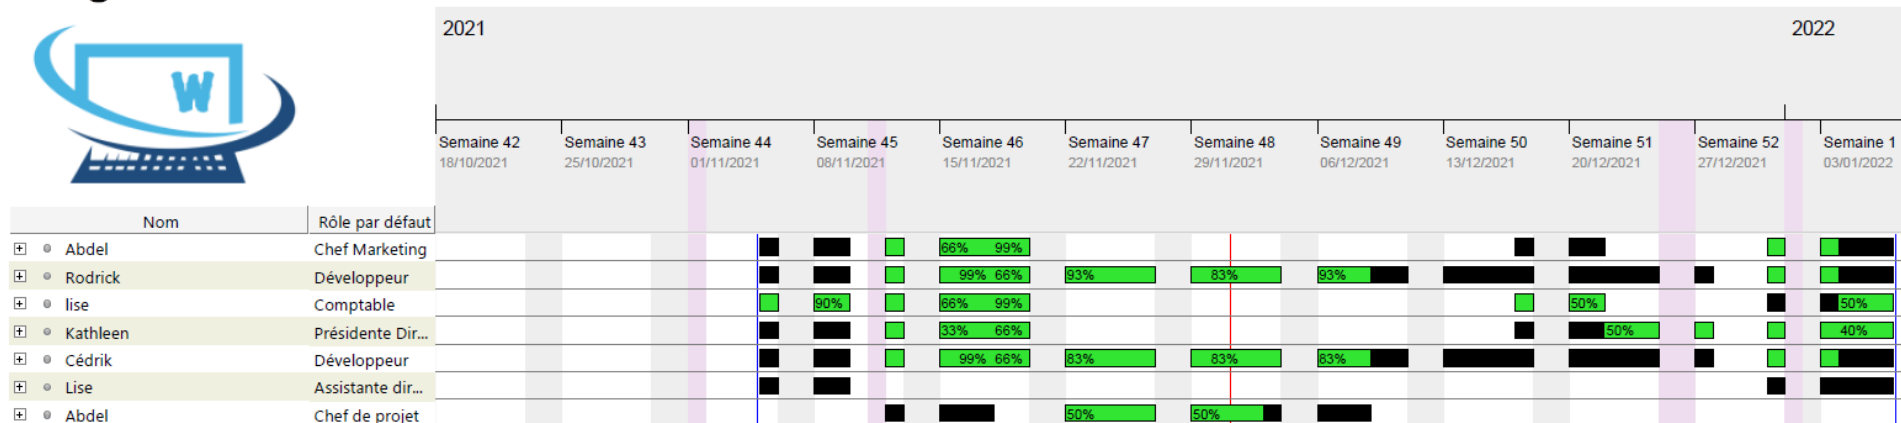 2021 2022
W
Semaine 42 Semaine 43 Semaine 44 Semaine 45 Semaine 46 Semaine 47 Semaine 48 Semaine 49 Semaine 50 Semaine 51 Semaine 52 Semaine 1
18/10/2021 25/10/2021 01/11/2021 08/11/2021 15/11/2021 22/11/2021 29/11/2021 06/12/2021 13/12/2021 20/12/2021 27/12/2021 03/01/2022
Nom Rôle par défaut
Abdel Chef Marketing 66% 99%
Rodrick Développeur 99% 66% 93% 83% 93%
lise Comptable 90% 66% 99% 50% 50%
Kathleen Présidente Dir... 33% 66% 50% 40%
Cédrik Développeur 99% 66% 83% 83% 83%
Lise Assistante dir...
Abdel Chef de projet 50% 50%